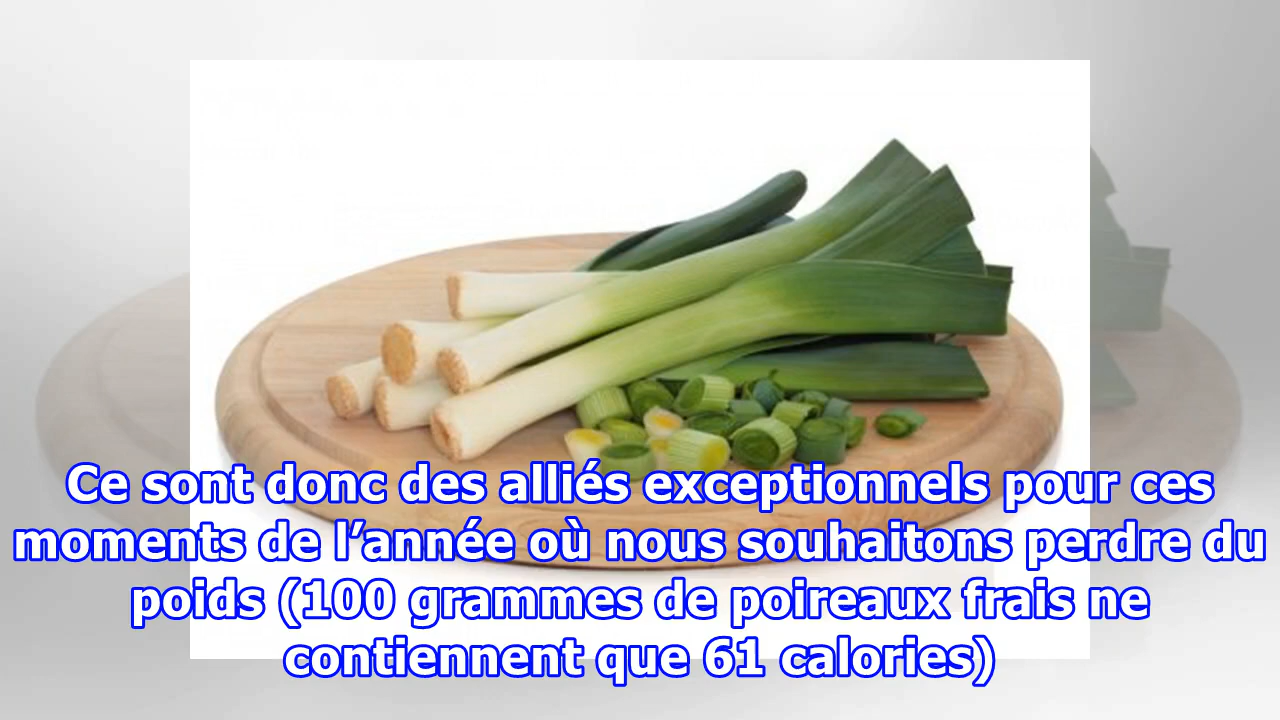 Ce sont donc des alliés exceptionnels pour ces
moments de l’année où nous souhaitons perdre du
poids (100 grammes de poireaux frais ne
contiennent que 61 calories)